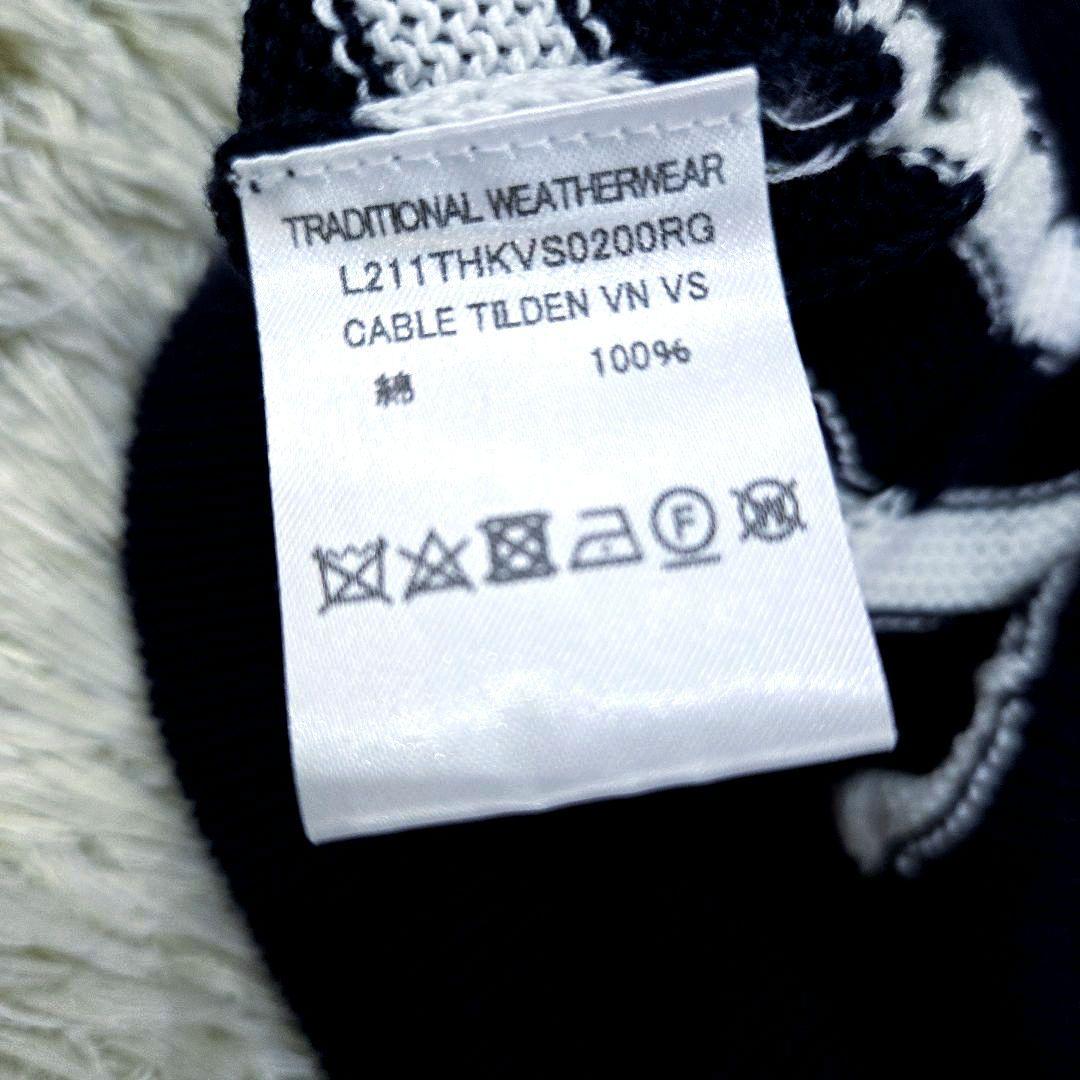 TRADITIONAL WEATHERWEAR
L211THKVS0200RG
CABLE TILDEN VN VS
綿 100%
F
W